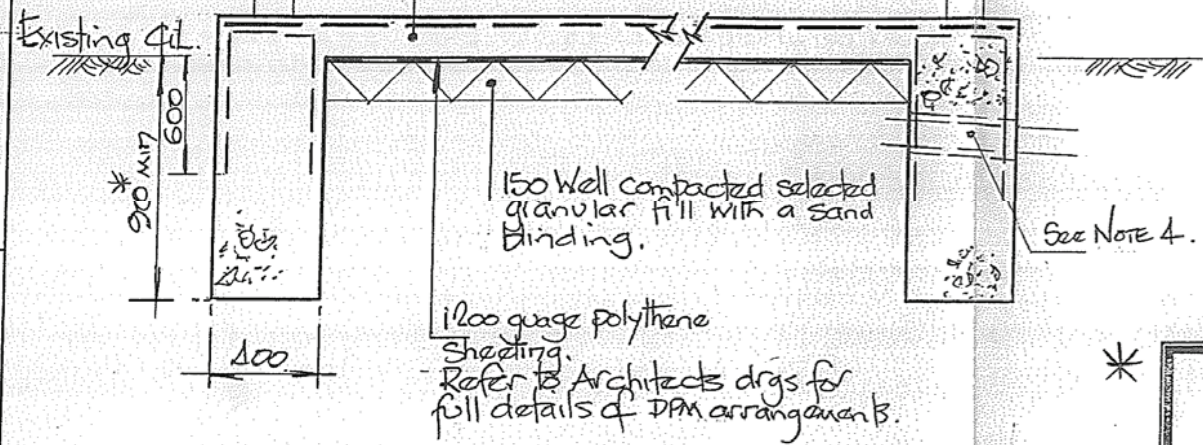 Existing G.L.
600
900 MIN
*
150 Well compacted selected
granular fill with a sand
blinding.
See NOTE 4.
1200 guage polythene
Sheeting.
Refer to Architects drgs for
full details of DPM arrangements.
400
*